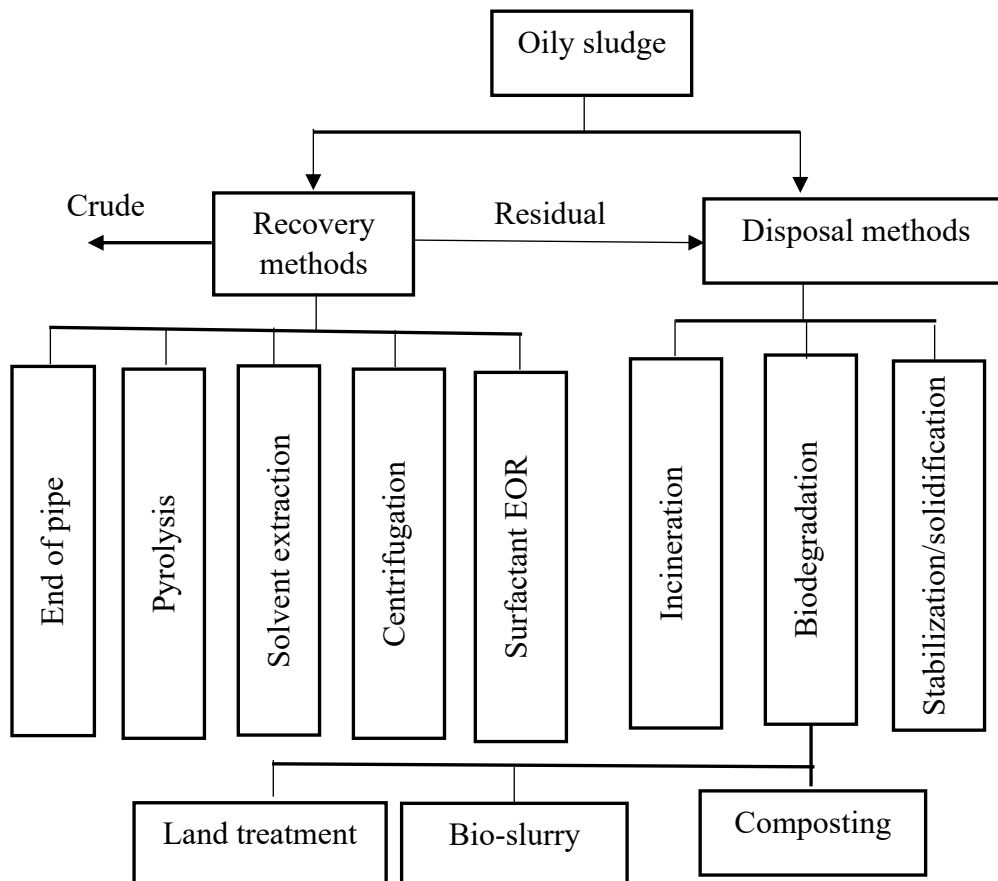 Oily sludge
Crude
Recovery
methods
Residual
Disposal methods
End of pipe
Pyrolysis
Solvent extraction
Centrifugation
Surfactant EOR
Incineration
Biodegradation
Stabilization/solidification
Land treatment
Bio-slurry
Composting